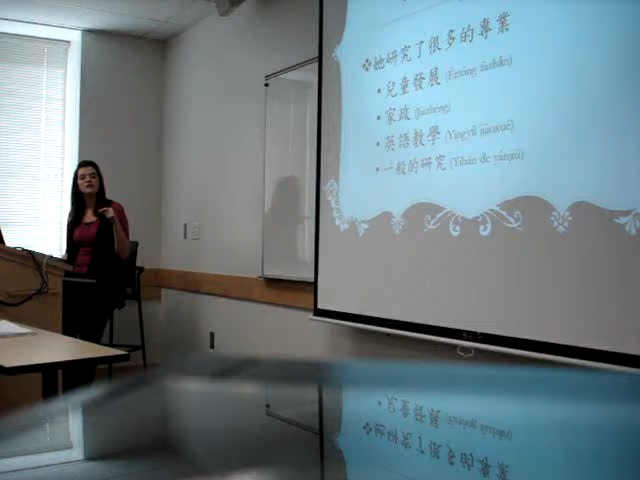 ❖她研究了很多的專業
• 兒童發展 (Értóng fāzhǎn)
• 家政 (Jiāzhèng)
• 英語教學 (Yīngyǔ jiàoxué)
• 一般的研究 (Yībān de yánjiū)